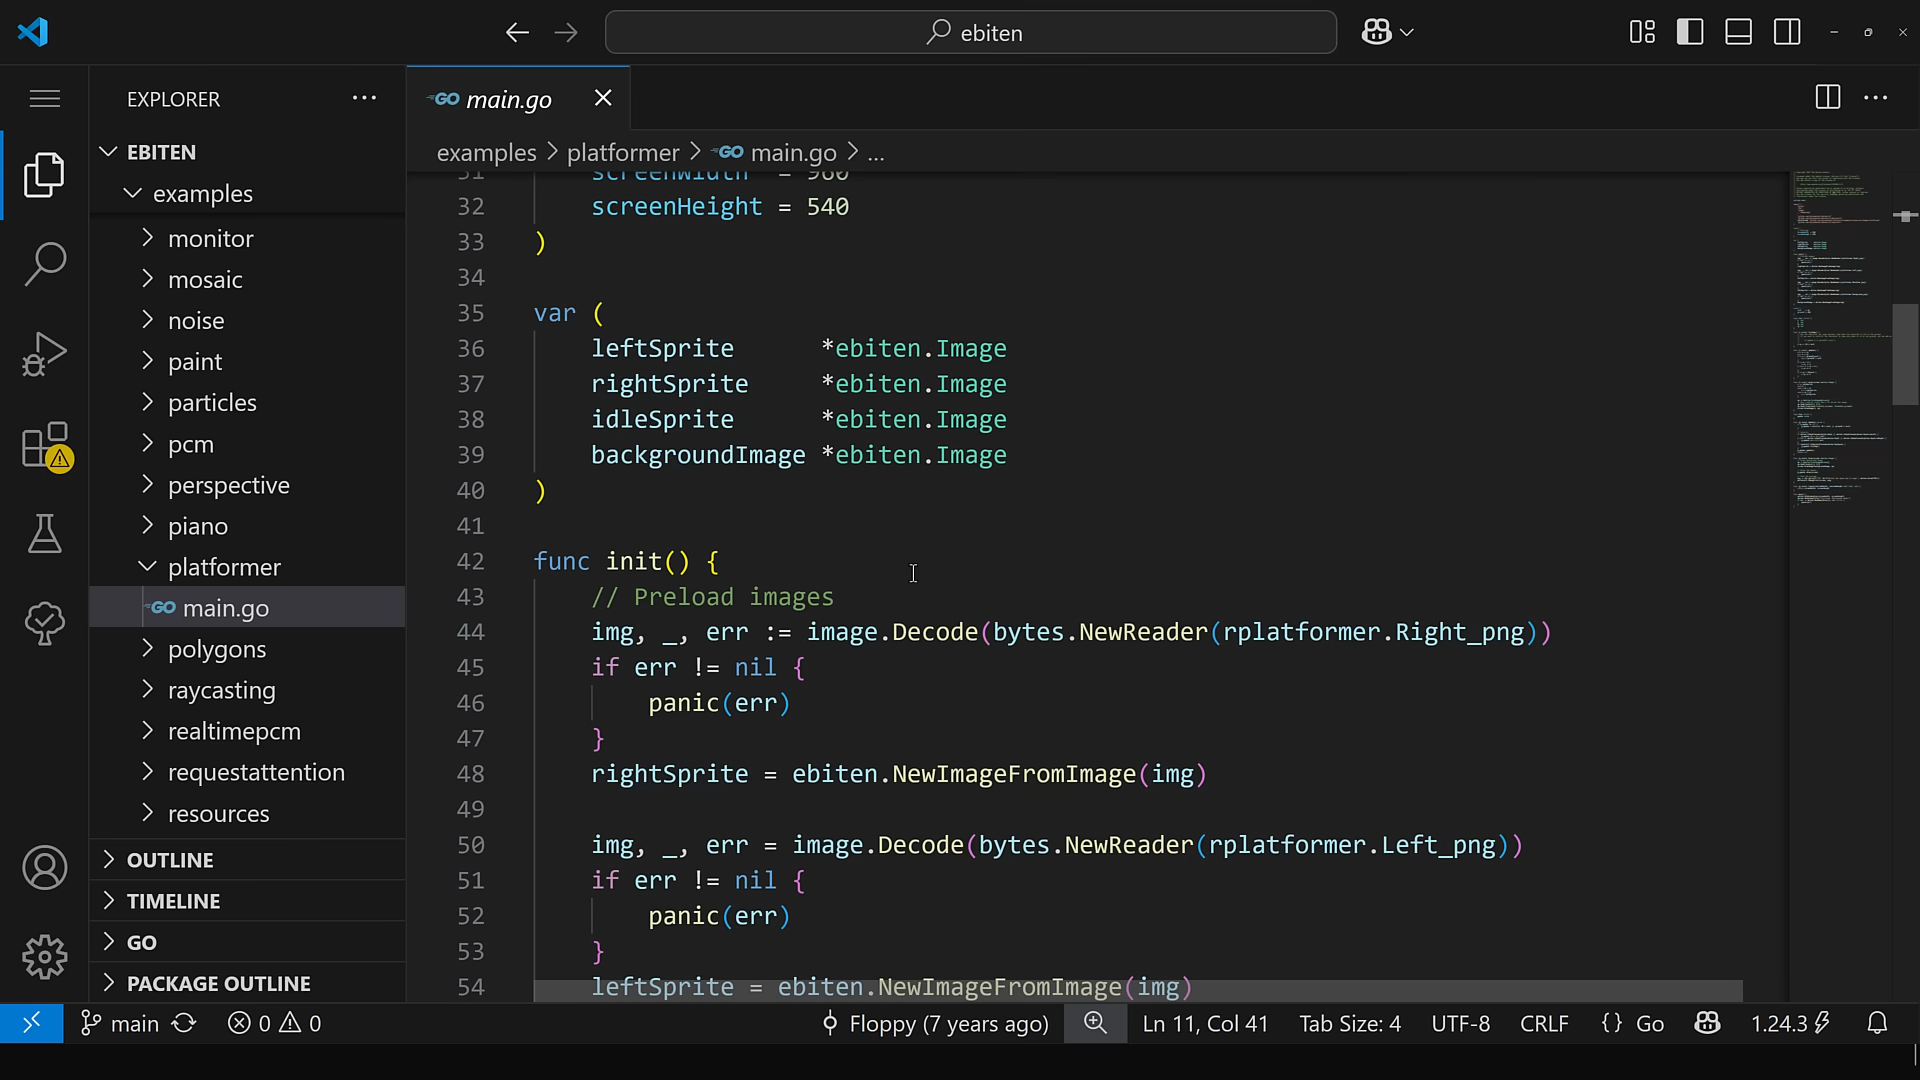 ebiten
EXPLORER
EBITEN
examples
monitor
mosaic
noise
paint
particles
pcm
perspective
piano
platformer
GO main.go
polygons
raycasting
realtimepcm
requestattention
resources
OUTLINE
TIMELINE
GO
PACKAGE OUTLINE
GO main.go
examples > platformer > GO main.go > ...
31 screenWidth = 960
32 screenHeight = 540
33 )
34
35 var (
36 leftSprite *ebiten.Image
37 rightSprite *ebiten.Image
38 idleSprite *ebiten.Image
39 backgroundImage *ebiten.Image
40 )
41
42 func init() {
43 // Preload images
44 img, _, err := image.Decode(bytes.NewReader(rplatformer.Right_png))
45 if err != nil {
46 panic(err)
47 }
48 rightSprite = ebiten.NewImageFromImage(img)
49
50 img, _, err = image.Decode(bytes.NewReader(rplatformer.Left_png))
51 if err != nil {
52 panic(err)
53 }
54 leftSprite = ebiten.NewImageFromImage(img)
main 0 0 Floppy (7 years ago) Ln 11, Col 41 Tab Size: 4 UTF-8 CRLF {} Go 1.24.3